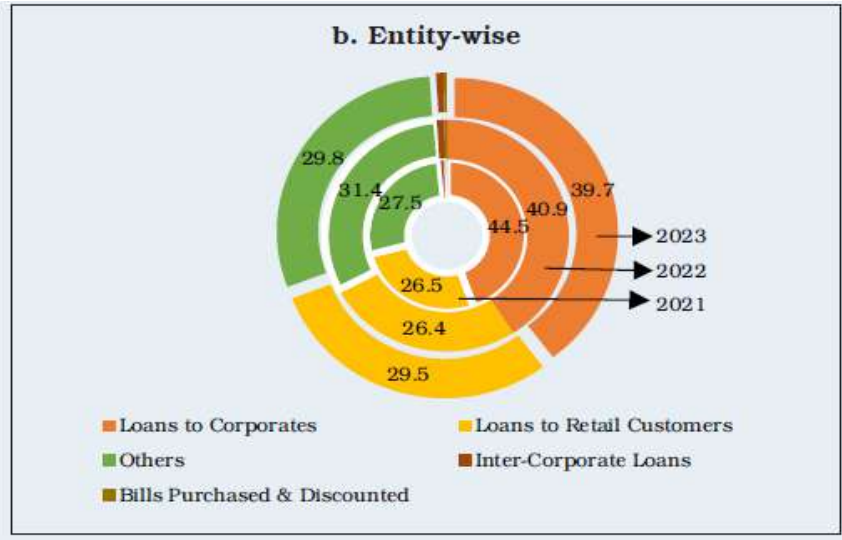 b. Entity-wise
29.8
31.4
27.5
39.7
40.9
44.5
2023
2022
2021
26.5
26.4
29.5
Loans to Corporates
Loans to Retail Customers
Others
Inter-Corporate Loans
Bills Purchased & Discounted